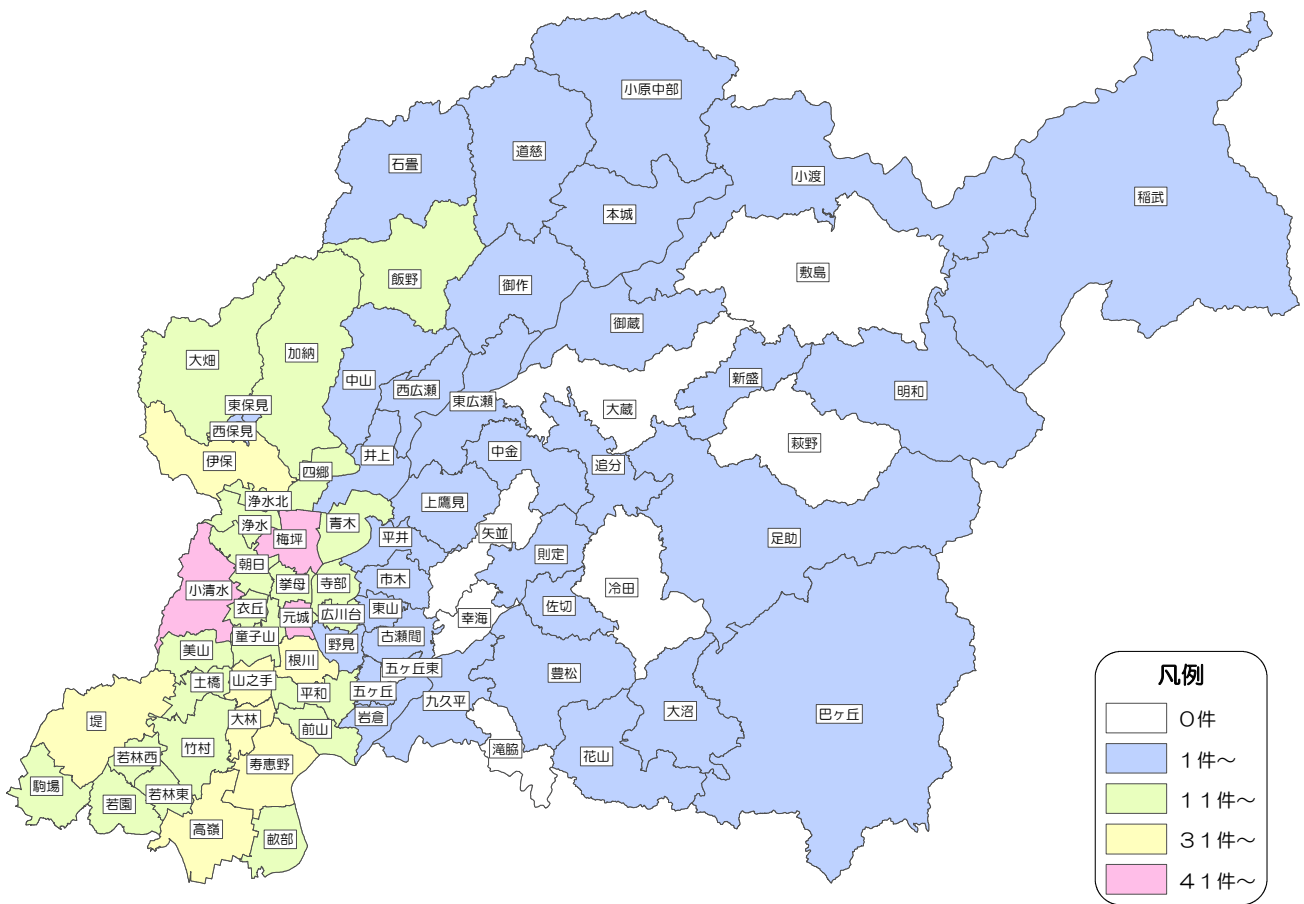 小原中部
石畳
道慈
小渡
稲武
本城
敷島
飯野
御作
御蔵
大畑
加納
中山
西広瀬
東広瀬
新盛
明和
東保見
西保見
大蔵
萩野
伊保
四郷
井上
中金
追分
浄水北
上鷹見
浄水
青木
梅坪
平井
矢並
足助
則定
朝日
小清水
挙母
寺部
市木
冷田
衣丘
元城
広川台
東山
佐切
幸海
童子山
野見
古瀬間
美山
根川
五ヶ丘東
土橋
山之手
平和
五ヶ丘
豊松
九久平
堤
大林
前山
岩倉
大沼
巴ヶ丘
竹村
若林西
寿恵野
滝脇
花山
駒場
若園
若林東
高嶺
畝部
凡例
０件
１件～
１１件～
３１件～
４１件～